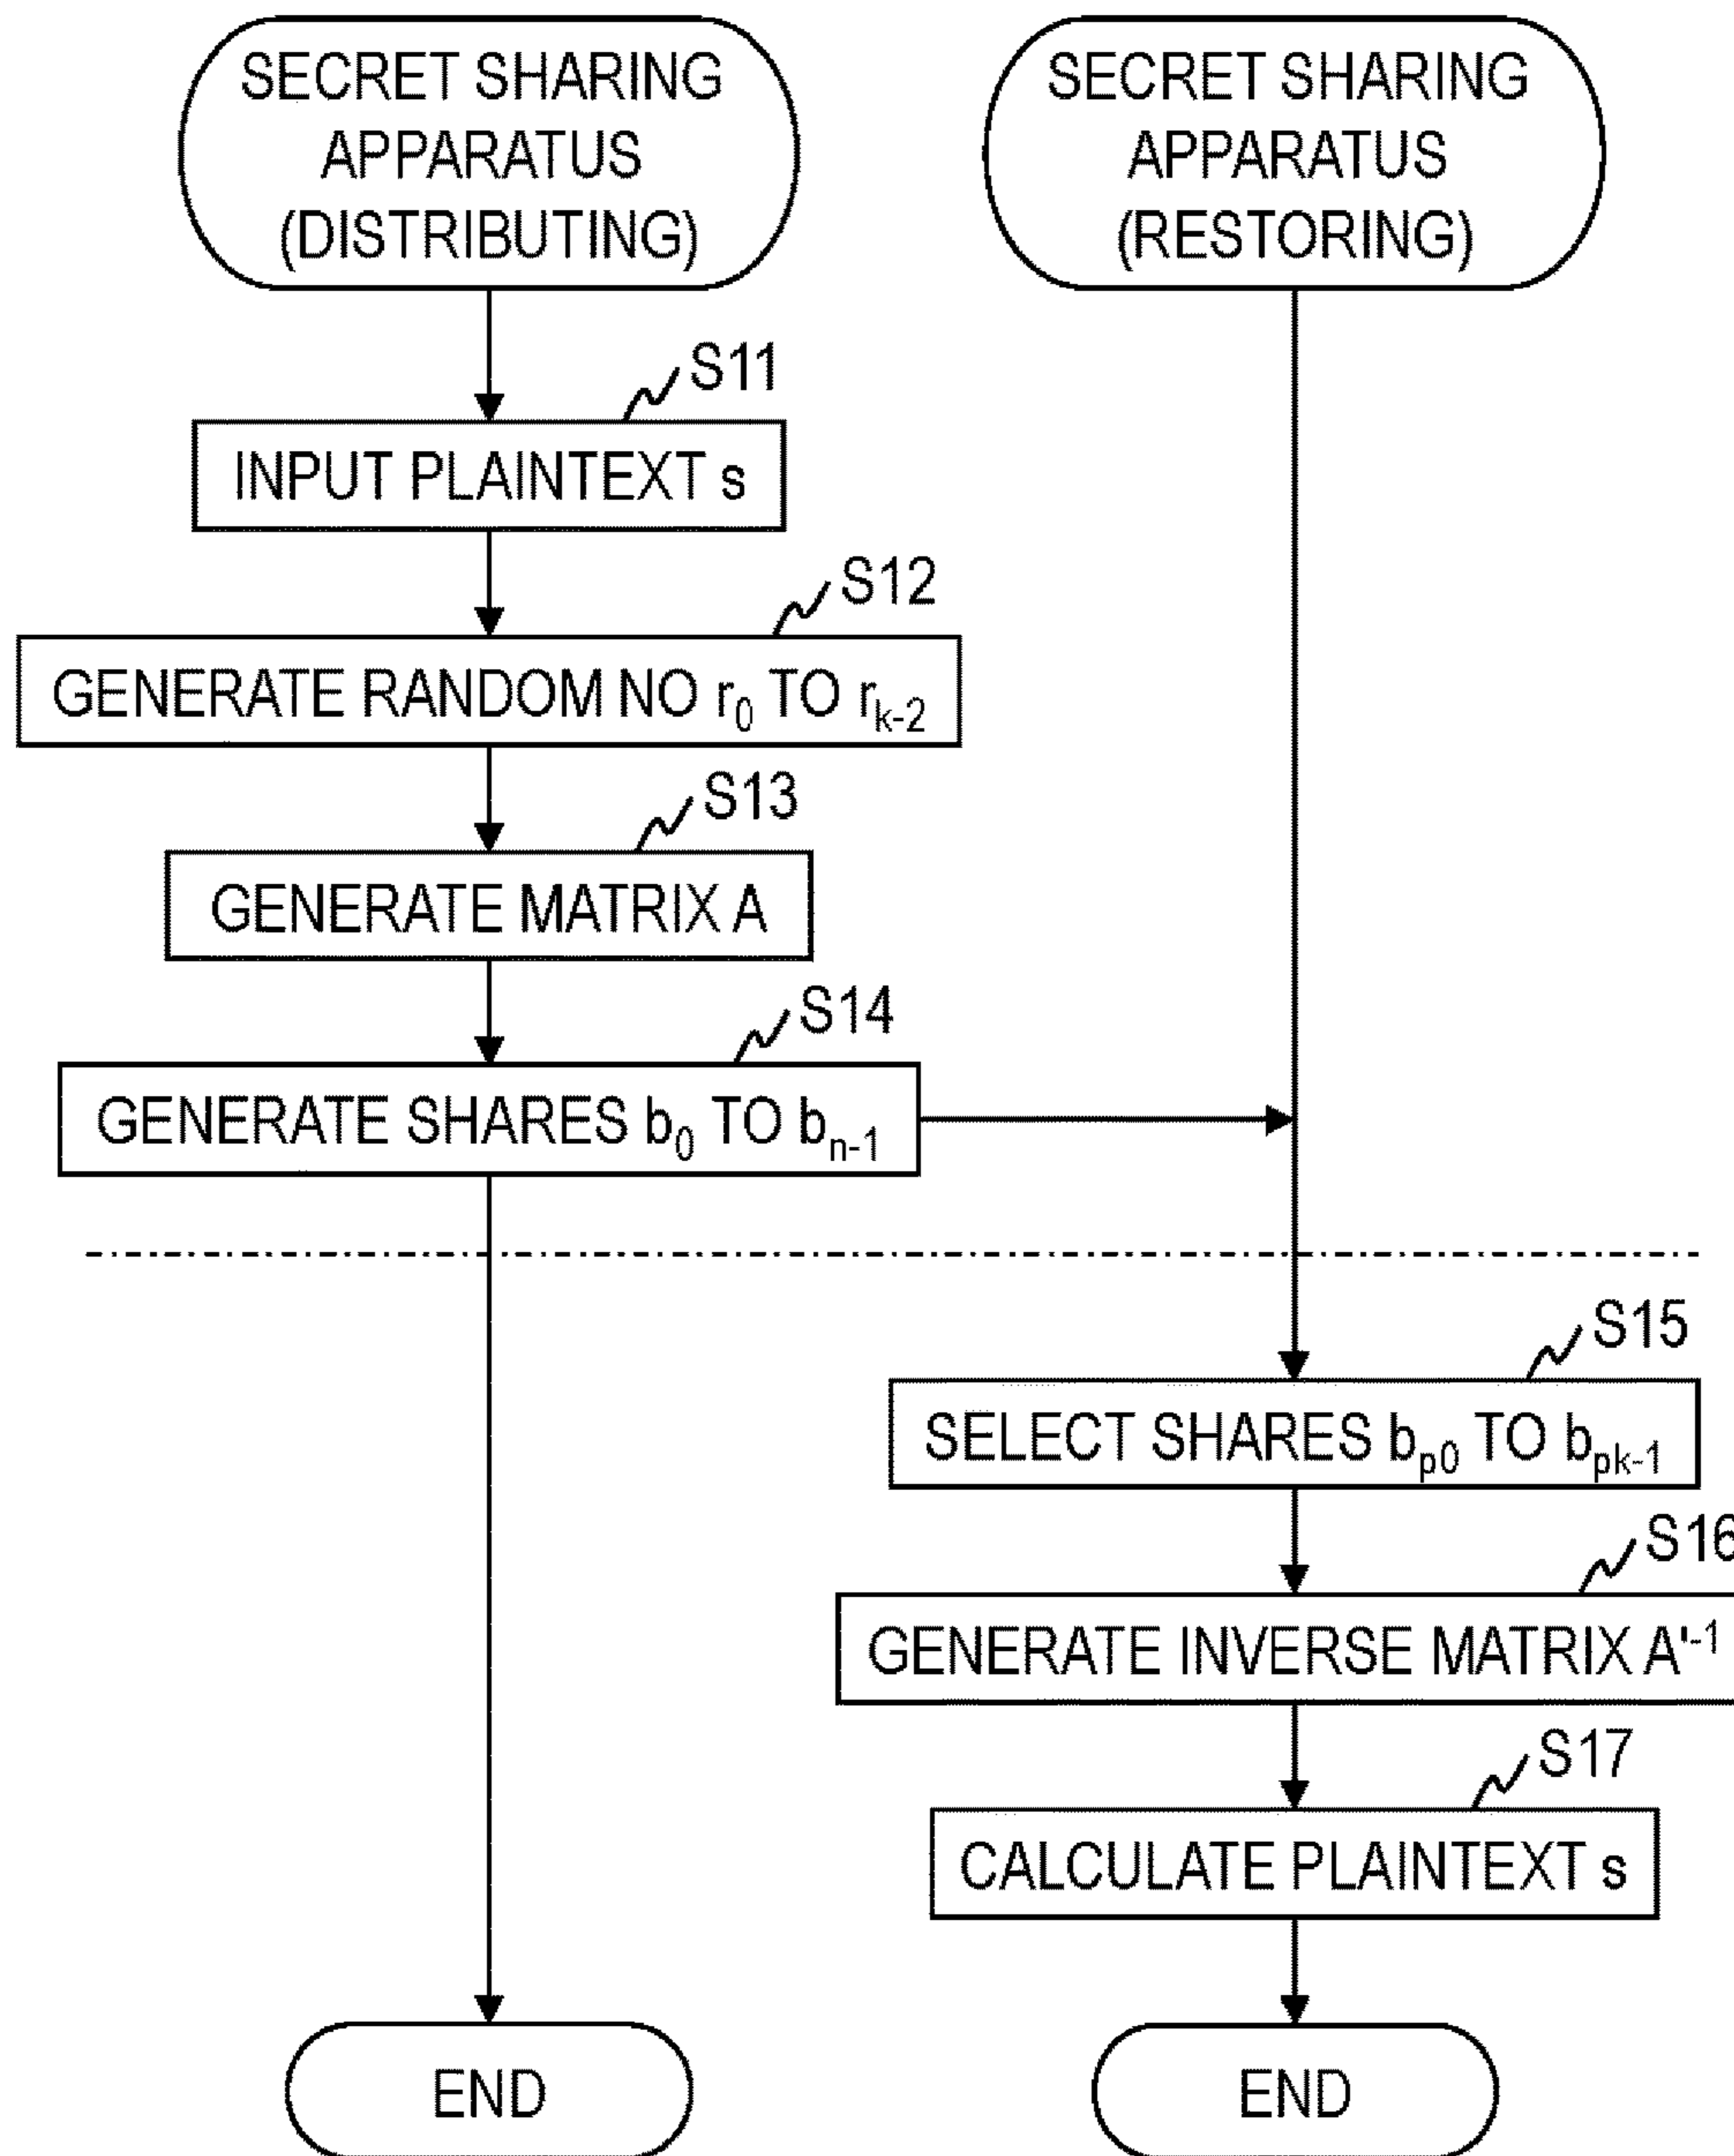 SECRET SHARING
APPARATUS
(DISTRIBUTING)
SECRET SHARING
APPARATUS
(RESTORING)
S11
INPUT PLAINTEXT s
S12
GENERATE RANDOM NO r₀ TO rₖ₋₂
S13
GENERATE MATRIX A
S14
GENERATE SHARES b₀ TO bₙ₋₁
S15
SELECT SHARES bₚ₀ TO bₚₖ₋₁
S16
GENERATE INVERSE MATRIX A'⁻¹
S17
CALCULATE PLAINTEXT s
END
END